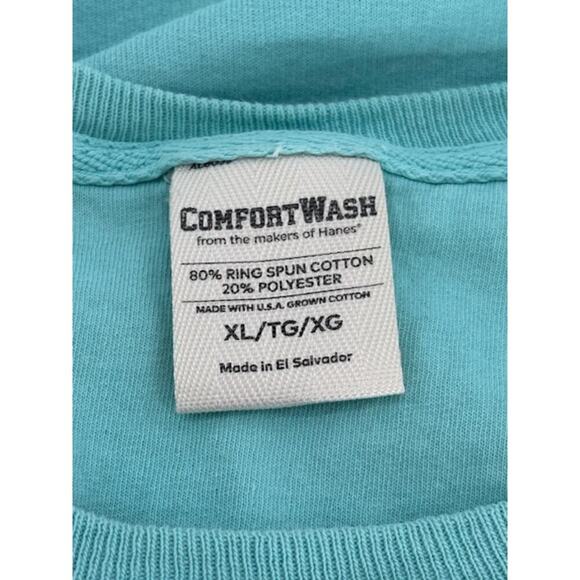 COMFORTWASH
from the makers of Hanes®
80% RING SPUN COTTON
20% POLYESTER
MADE WITH U.S.A. GROWN COTTON
XL/TG/XG
Made in El Salvador